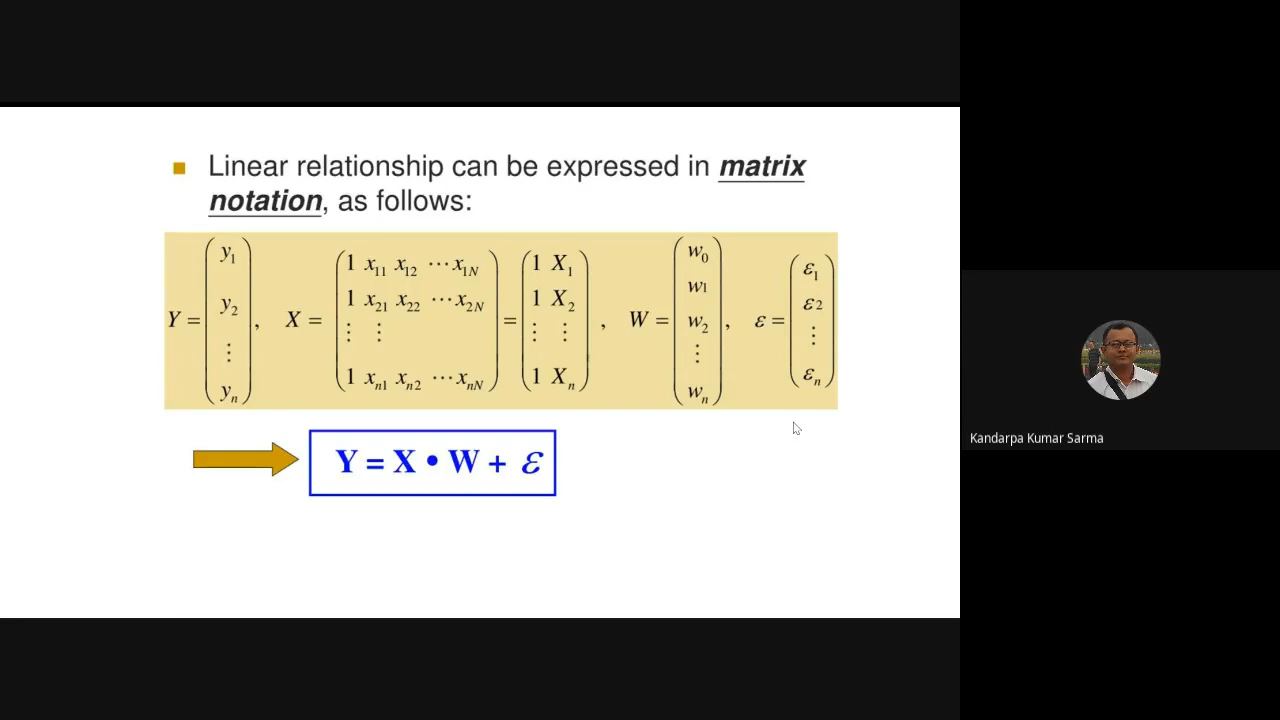 ■ Linear relationship can be expressed in matrix
notation, as follows:
Y = (y₁ y₂ ⋮ yₙ), X = (1 x₁₁ x₁₂ ⋯x₁N 1 x₂₁ x₂₂ ⋯x₂N ⋮ ⋮ 1 xₙ₁ xₙ₂ ⋯xₙN) = (1 X₁ 1 X₂ ⋮ ⋮ 1 Xₙ), W = (w₀ w₁ w₂ ⋮ wₙ), ε = (ε₁ ε₂ ⋮ εₙ)
Y = X • W + ε
Kandarpa Kumar Sarma